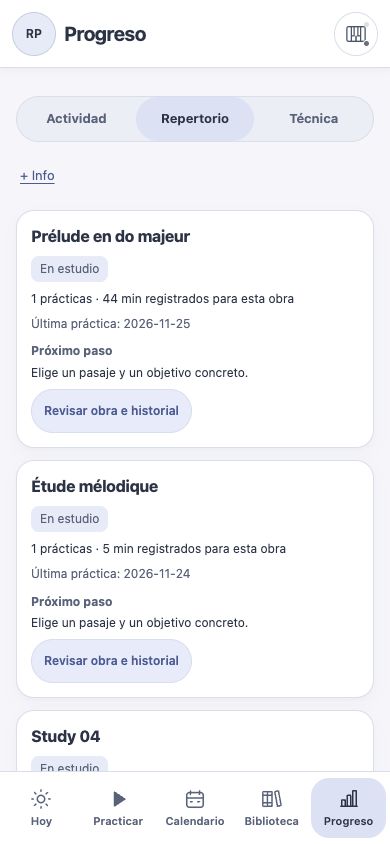 RP
Progreso
Actividad
Repertorio
Técnica
+ Info
Prélude en do majeur
En estudio
1 prácticas · 44 min registrados para esta obra
Última práctica: 2026-11-25
Próximo paso
Elige un pasaje y un objetivo concreto.
Revisar obra e historial
Étude mélodique
En estudio
1 prácticas · 5 min registrados para esta obra
Última práctica: 2026-11-24
Próximo paso
Elige un pasaje y un objetivo concreto.
Revisar obra e historial
Study 04
En estudio
Hoy
Practicar
Calendario
Biblioteca
Progreso